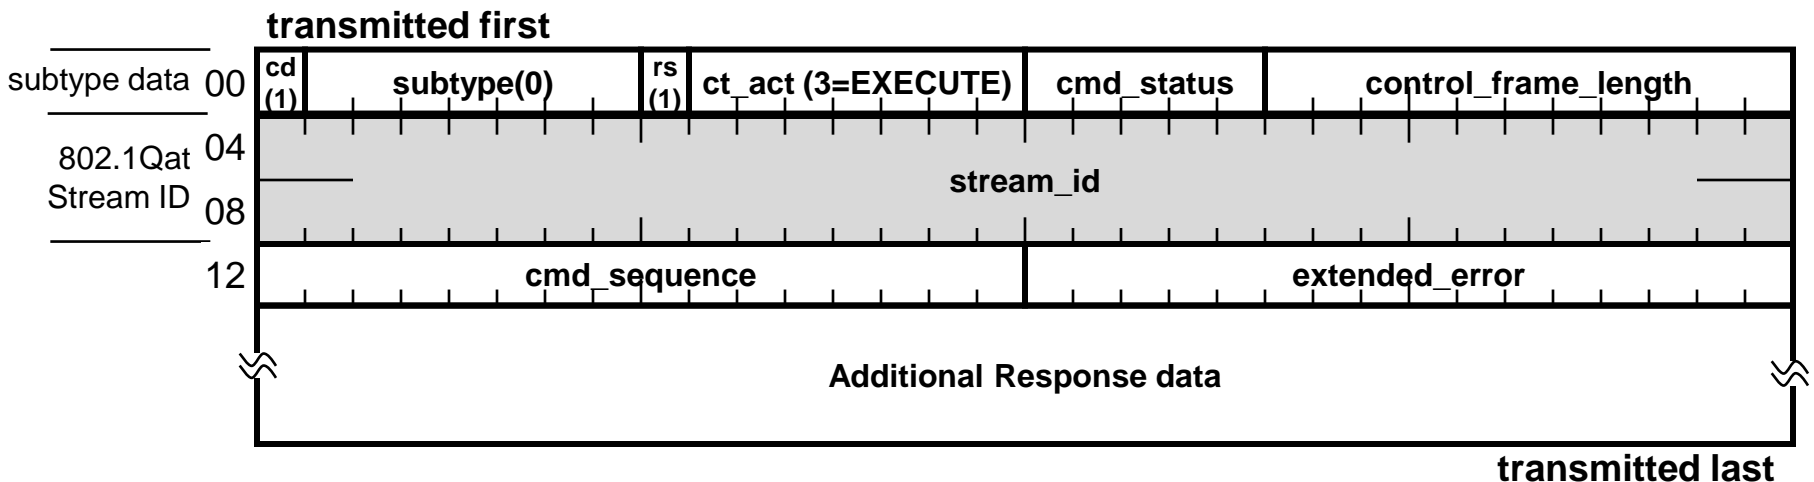 transmitted first
subtype data 00 cd (1) subtype(0) rs (1) ct_act (3=EXECUTE) cmd_status control_frame_length
802.1Qat
Stream ID
04
08
stream_id
12 cmd_sequence extended_error
Additional Response data
transmitted last